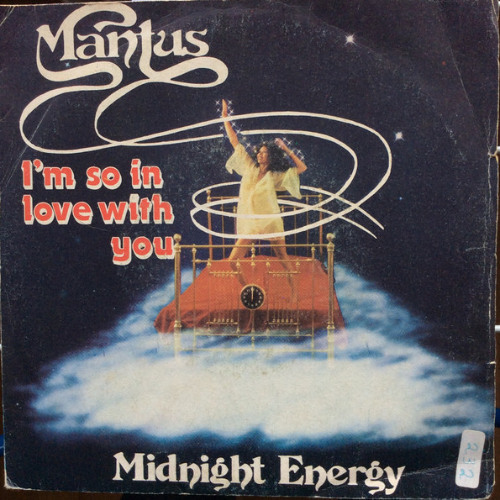 Mantus
I'm so in
love with
you
Midnight Energy